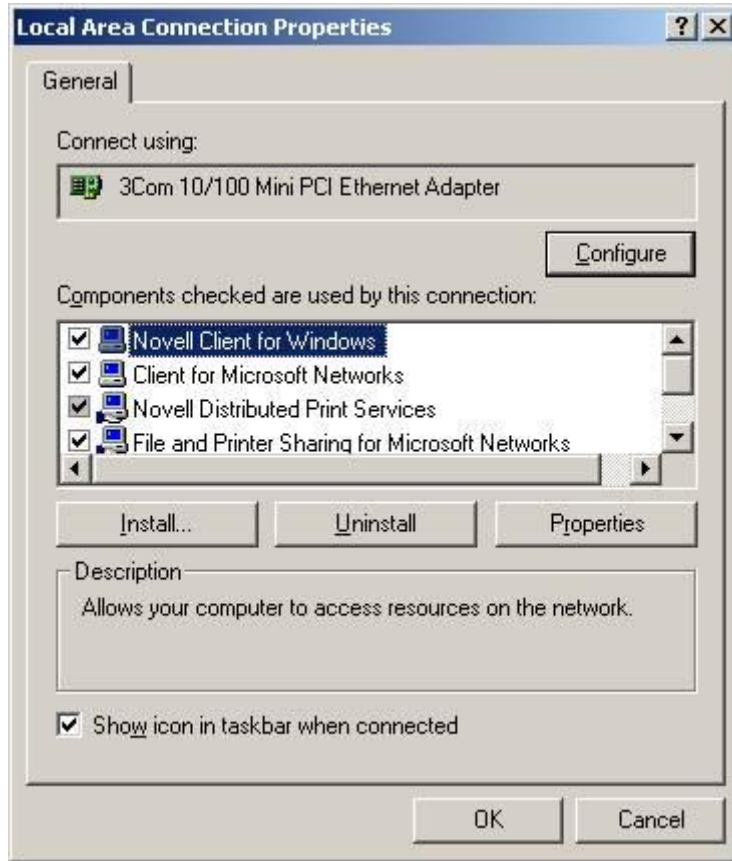 Local Area Connection Properties
General
Connect using:
3Com 10/100 Mini PCI Ethernet Adapter
Configure
Components checked are used by this connection:
Novell Client for Windows
Client for Microsoft Networks
Novell Distributed Print Services
File and Printer Sharing for Microsoft Networks
Install... Uninstall Properties
Description
Allows your computer to access resources on the network.
Show icon in taskbar when connected
OK Cancel